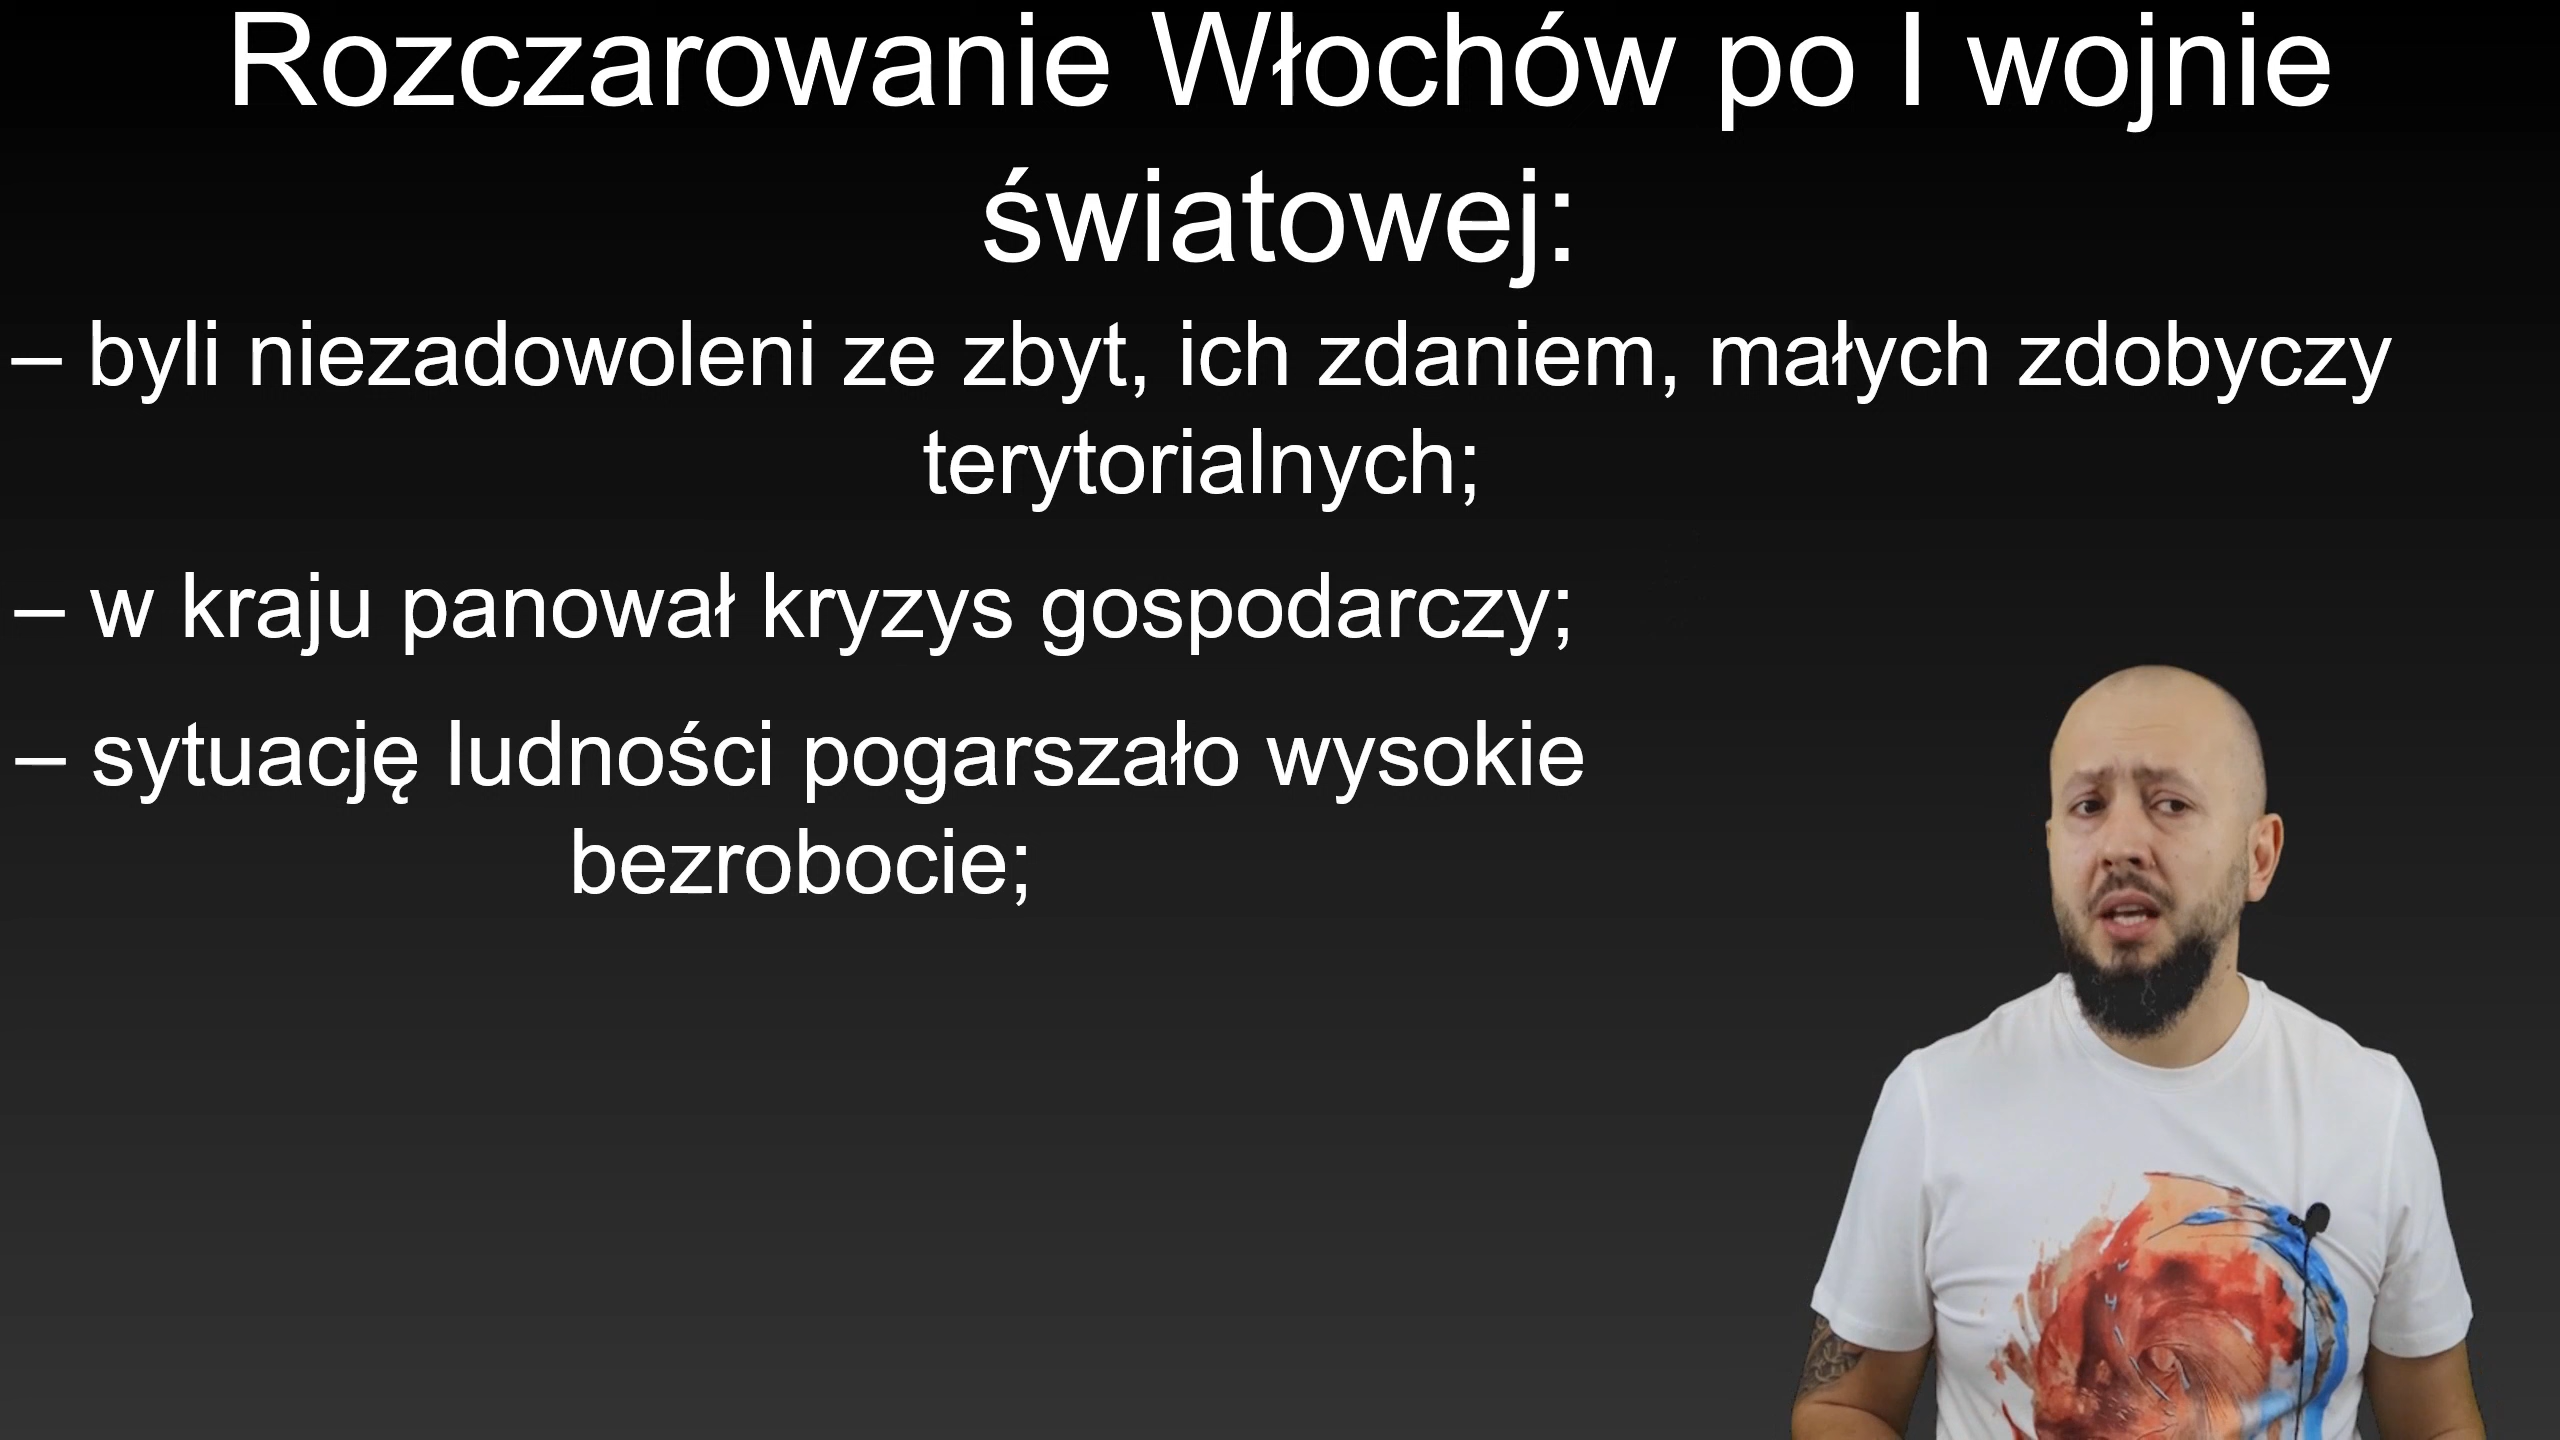 Rozczarowanie Włochów po I wojnie
światowej:
– byli niezadowoleni ze zbyt, ich zdaniem, małych zdobyczy
terytorialnych;
– w kraju panował kryzys gospodarczy;
– sytuację ludności pogarszało wysokie
bezrobocie;